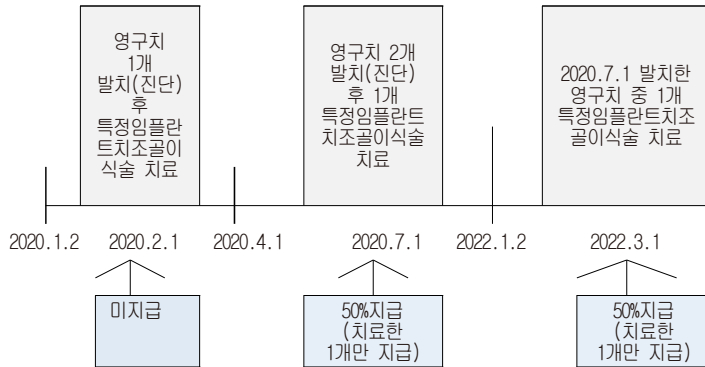 영구치
1개
발치(진단)
후
특정임플란
트치조골이
식술 치료
영구치 2개
발치(진단)
후 1개
특정임플란트
치조골이식술
치료
2020.7.1 발치한
영구치 중 1개
특정임플란트치조
골이식술 치료
2020.1.2
2020.2.1
2020.4.1
2020.7.1
2022.1.2
2022.3.1
미지급
50%지급
(치료한
1개만 지급)
50%지급
(치료한
1개만 지급)